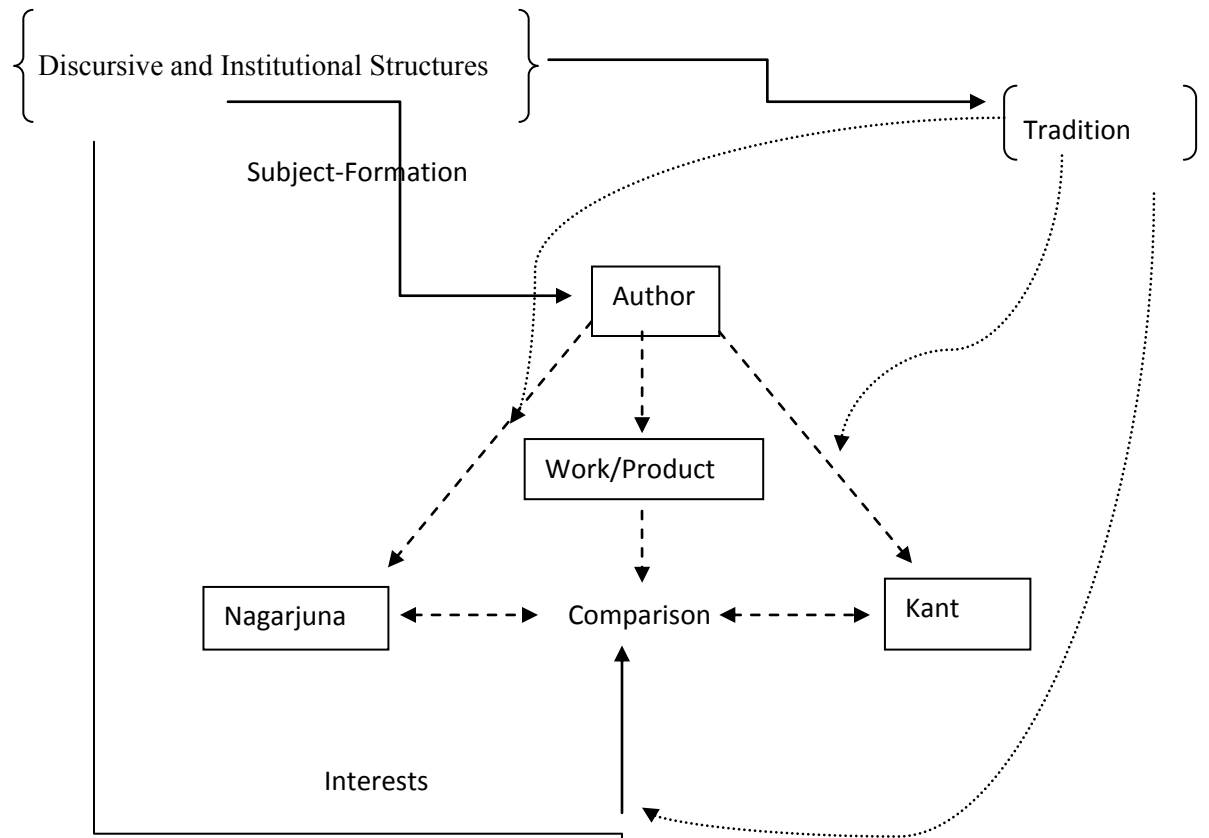 Discursive and Institutional Structures
Tradition
Subject-Formation
Author
Work/Product
Nagarjuna
Comparison
Kant
Interests